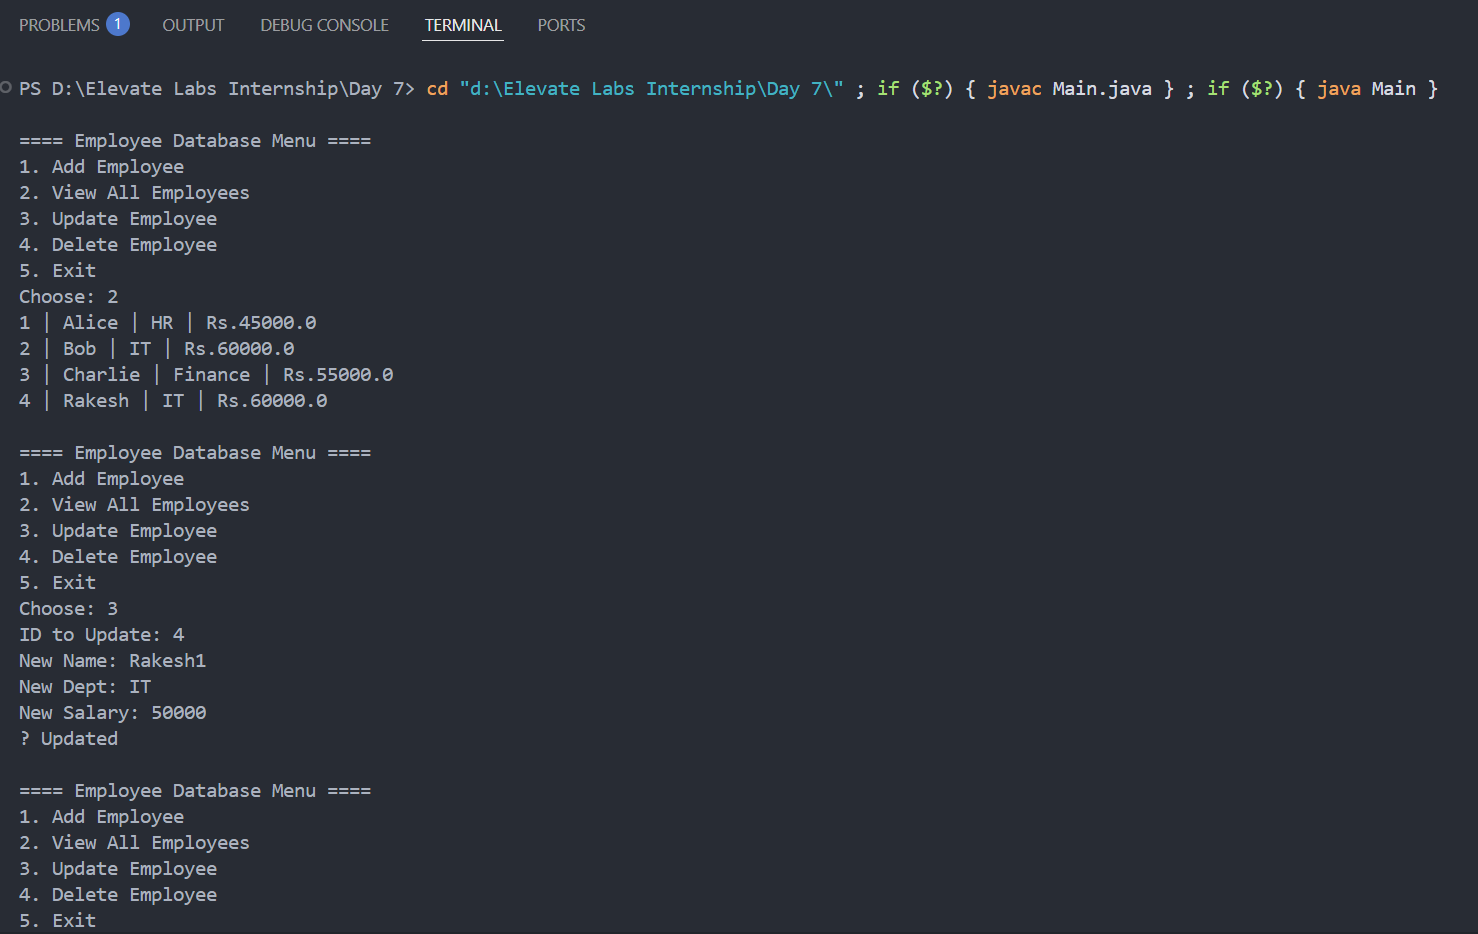 PROBLEMS 1 OUTPUT DEBUG CONSOLE TERMINAL PORTS
PS D:\Elevate Labs Internship\Day 7> cd "d:\Elevate Labs Internship\Day 7\" ; if ($?) { javac Main.java } ; if ($?) { java Main }
==== Employee Database Menu ====
1. Add Employee
2. View All Employees
3. Update Employee
4. Delete Employee
5. Exit
Choose: 2
1 | Alice | HR | Rs.45000.0
2 | Bob | IT | Rs.60000.0
3 | Charlie | Finance | Rs.55000.0
4 | Rakesh | IT | Rs.60000.0
==== Employee Database Menu ====
1. Add Employee
2. View All Employees
3. Update Employee
4. Delete Employee
5. Exit
Choose: 3
ID to Update: 4
New Name: Rakesh1
New Dept: IT
New Salary: 50000
? Updated
==== Employee Database Menu ====
1. Add Employee
2. View All Employees
3. Update Employee
4. Delete Employee
5. Exit